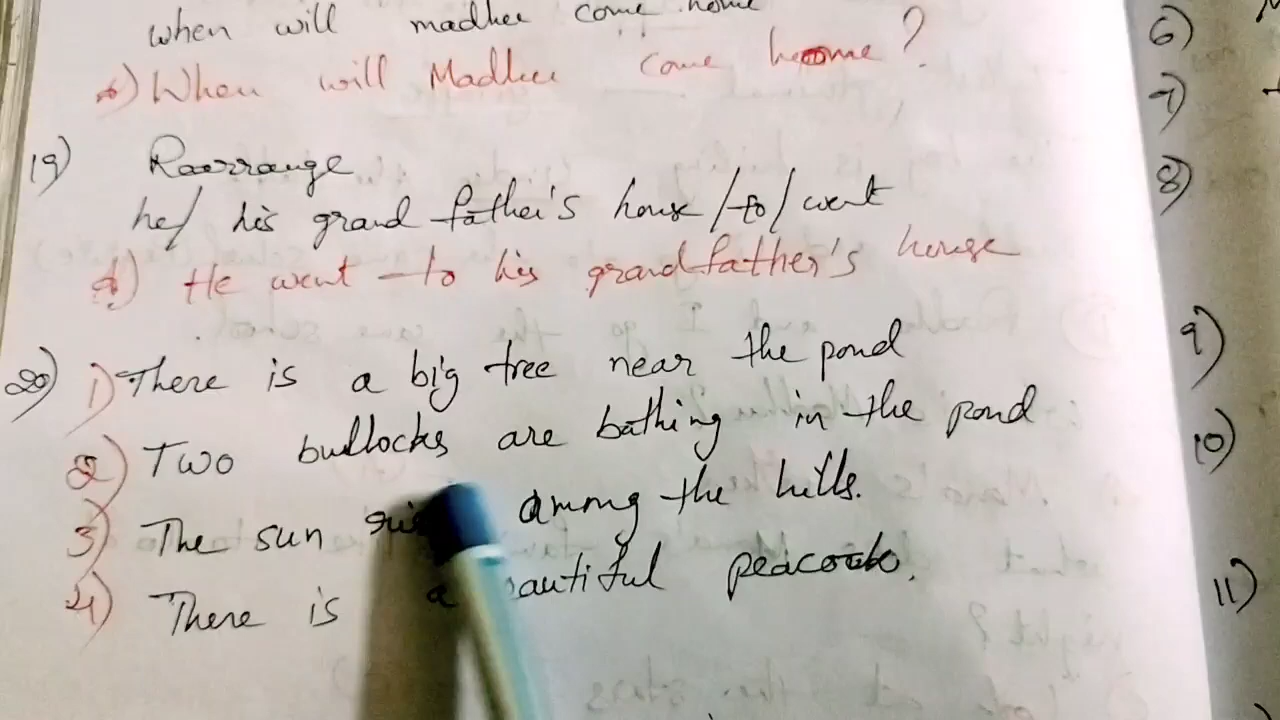 when will madhee come home
A) When will Madhee come home ?
19) Rearrange
he/ his grand father's house /to/ went
A) He went to his grandfather's house
20) 1) There is a big tree near the pond
2) Two bullocks are bathing in the pond
3) The sun among the hills.
4) There is a peacock.
6)
7)
8)
9)
10)
11)